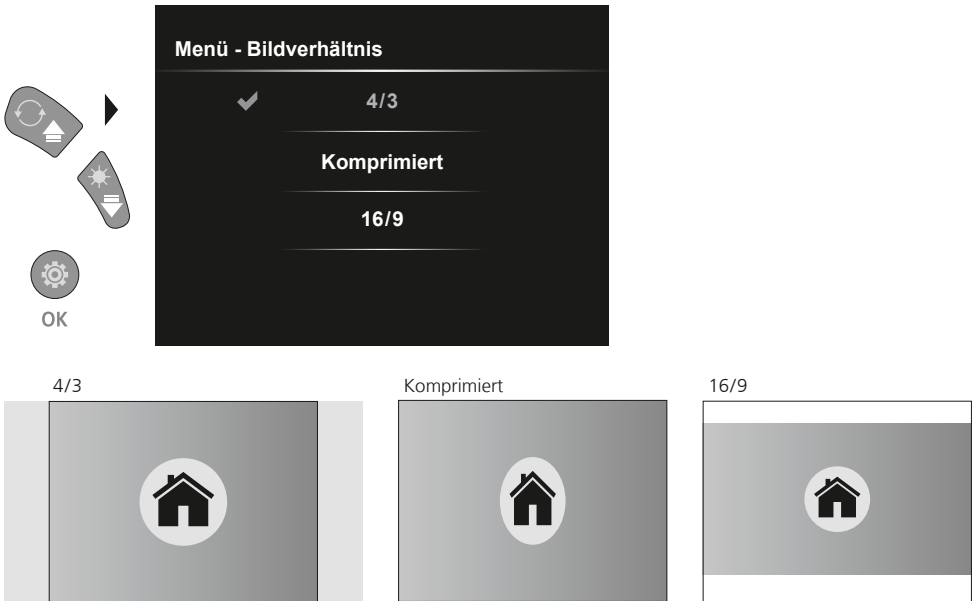 Menü - Bildverhältnis
4/3
Komprimiert
16/9
OK
4/3
Komprimiert
16/9